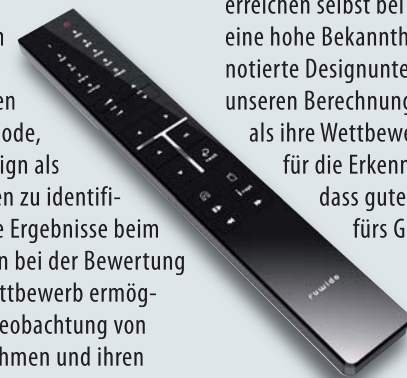 en
ode,
ign als
en zu identifi-
e Ergebnisse beim
n bei der Bewertung
ttbewerb ermög-
eobachtung von
hmen und ihren
erreichen selbst bei
eine hohe Bekannth
notierte Designunte
unseren Berechnung
als ihre Wettbewe
für die Erkenn
dass gute
fürs G
ruwido